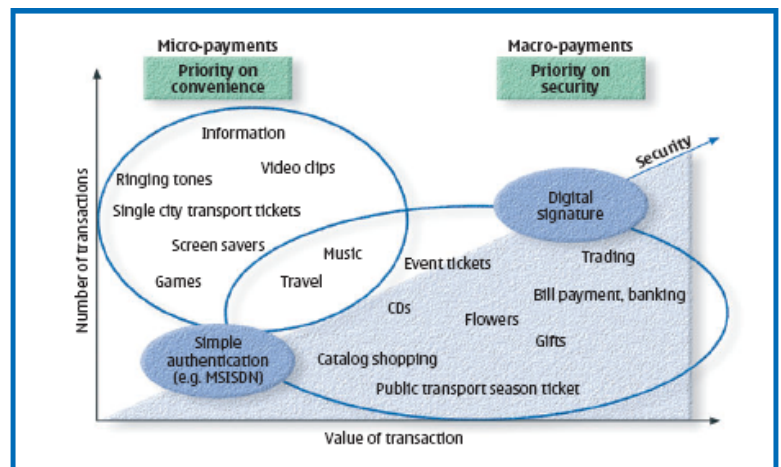 Micro-payments
Macro-payments
Priority on
convenience
Priority on
security
Number of transactions
Information
Video clips
Ringing tones
Single city transport tickets
Screen savers
Music
Games
Travel
Security
Digital
signature
Event tickets
Trading
CDs
Bill payment, banking
Flowers
Gifts
Simple
authentication
(e.g. MSISDN)
Catalog shopping
Public transport season ticket
Value of transaction